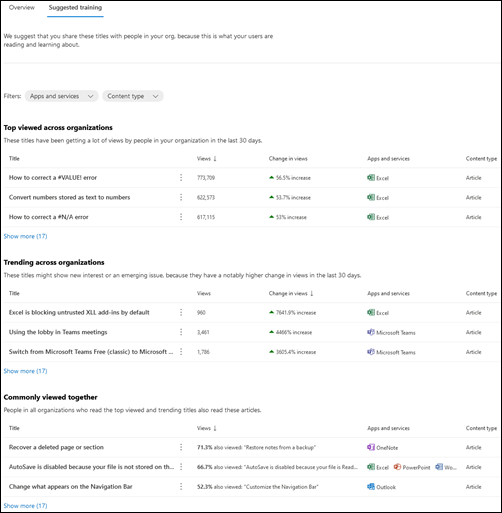 Overview Suggested training
We suggest that you share these titles with people in your org, because this is what your users are
reading and learning about.
Filters: Apps and services Content type
Top viewed across organizations
These titles have been getting a lot of views by people in your organization in the last 30 days.
Title Views ↓ Change in views Apps and services Content type
How to correct a #VALUE! error 773,709 56.5% increase Excel Article
Convert numbers stored as text to numbers 622,573 53.7% increase Excel Article
How to correct a #N/A error 617,115 53% increase Excel Article
Show more (17)
Trending across organizations
These titles might show new interest or an emerging issue, because they have a notably higher change in views in the last 30 days.
Title Views Change in views ↓ Apps and services Content type
Excel is blocking untrusted XLL add-ins by default 960 7641.9% increase Excel Article
Using the lobby in Teams meetings 3,461 4466% increase Microsoft Teams Article
Switch from Microsoft Teams Free (classic) to Microsoft ... 1,786 3605.4% increase Microsoft Teams Article
Show more (17)
Commonly viewed together
People in all organizations who read the top viewed and trending titles also read these articles.
Title Views ↓ Apps and services Content type
Recover a deleted page or section 71.3% also viewed: "Restore notes from a backup" OneNote Article
AutoSave is disabled because your file is not stored on th... 66.7% also viewed: "AutoSave is disabled because your file is Read... Excel PowerPoint Wo... Article
Change what appears on the Navigation Bar 52.3% also viewed: "Customize the Navigation Bar" Outlook Article
Show more (17)